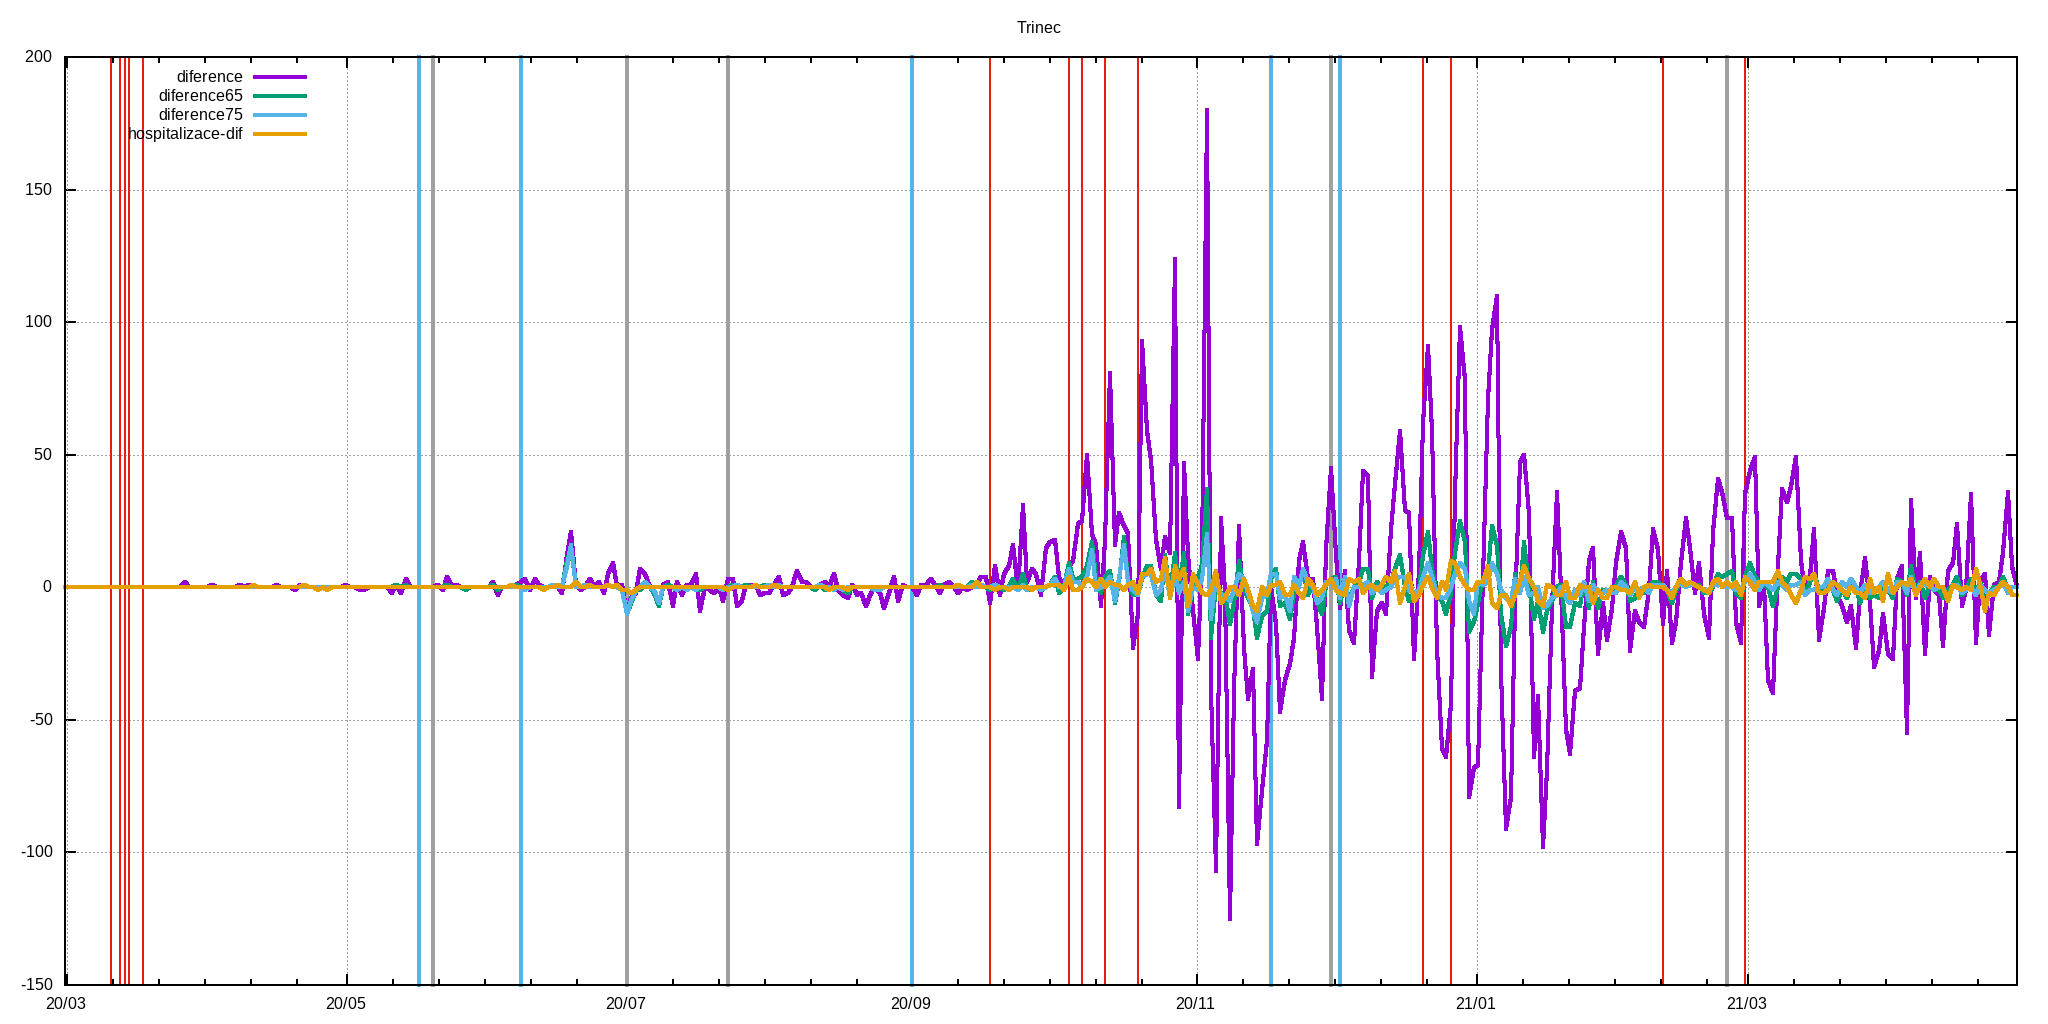 Trinec
200
150
100
50
0
-50
-100
-150
diference
diference65
diference75
hospitalizace-dif
20/03 20/05 20/07 20/09 20/11 21/01 21/03